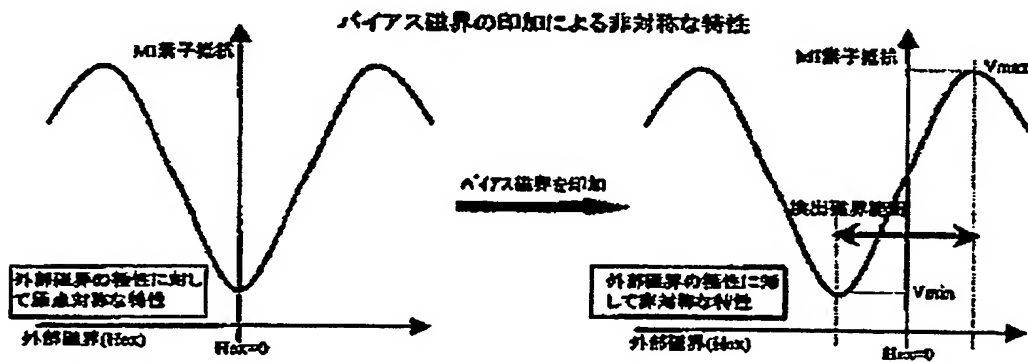 バイアス磁界の印加による非対称な特性
MI素子抵抗
外部磁界の極性に対し
て原点対称な特性
外部磁界(Hex)
Hex=0
バイアス磁界を印加
MI素子抵抗
Vmax
検出磁界範囲
Vmin
外部磁界の極性に対
して非対称な特性
外部磁界(Hex)
Hex=0